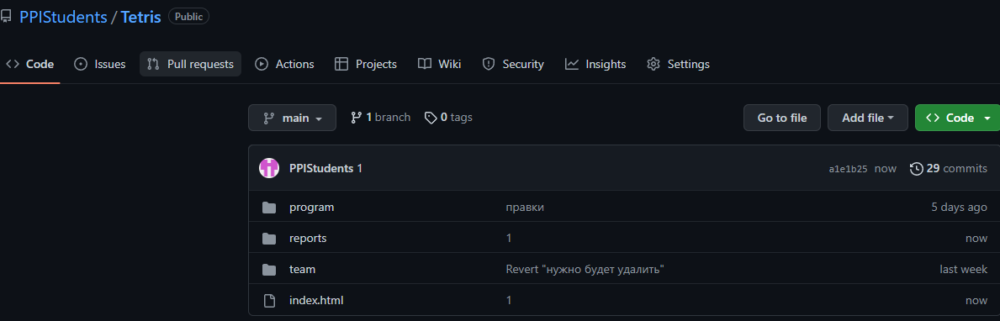 PPIStudents / Tetris Public
Code Issues Pull requests Actions Projects Wiki Security Insights Settings
main 1 branch 0 tags Go to file Add file Code
PPIStudents 1 a1e1b25 now 29 commits
program правки 5 days ago
reports 1 now
team Revert "нужно будет удалить" last week
index.html 1 now